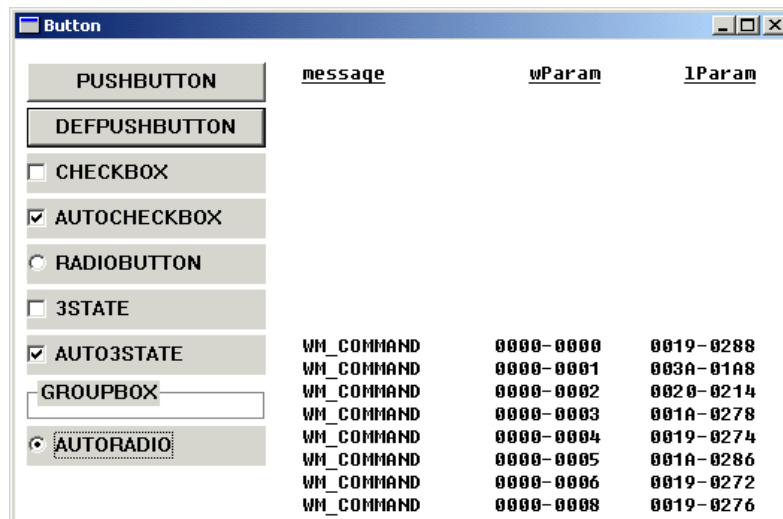 Button
PUSHBUTTON
DEFPUSHBUTTON
CHECKBOX
AUTOCHECKBOX
RADIOBUTTON
3STATE
AUTO3STATE
GROUPBOX
AUTORADIO
message wParam lParam
WM_COMMAND 0000-0000 0019-0288
WM_COMMAND 0000-0001 003A-01A8
WM_COMMAND 0000-0002 0020-0214
WM_COMMAND 0000-0003 001A-0278
WM_COMMAND 0000-0004 0019-0274
WM_COMMAND 0000-0005 001A-0286
WM_COMMAND 0000-0006 0019-0272
WM_COMMAND 0000-0008 0019-0276